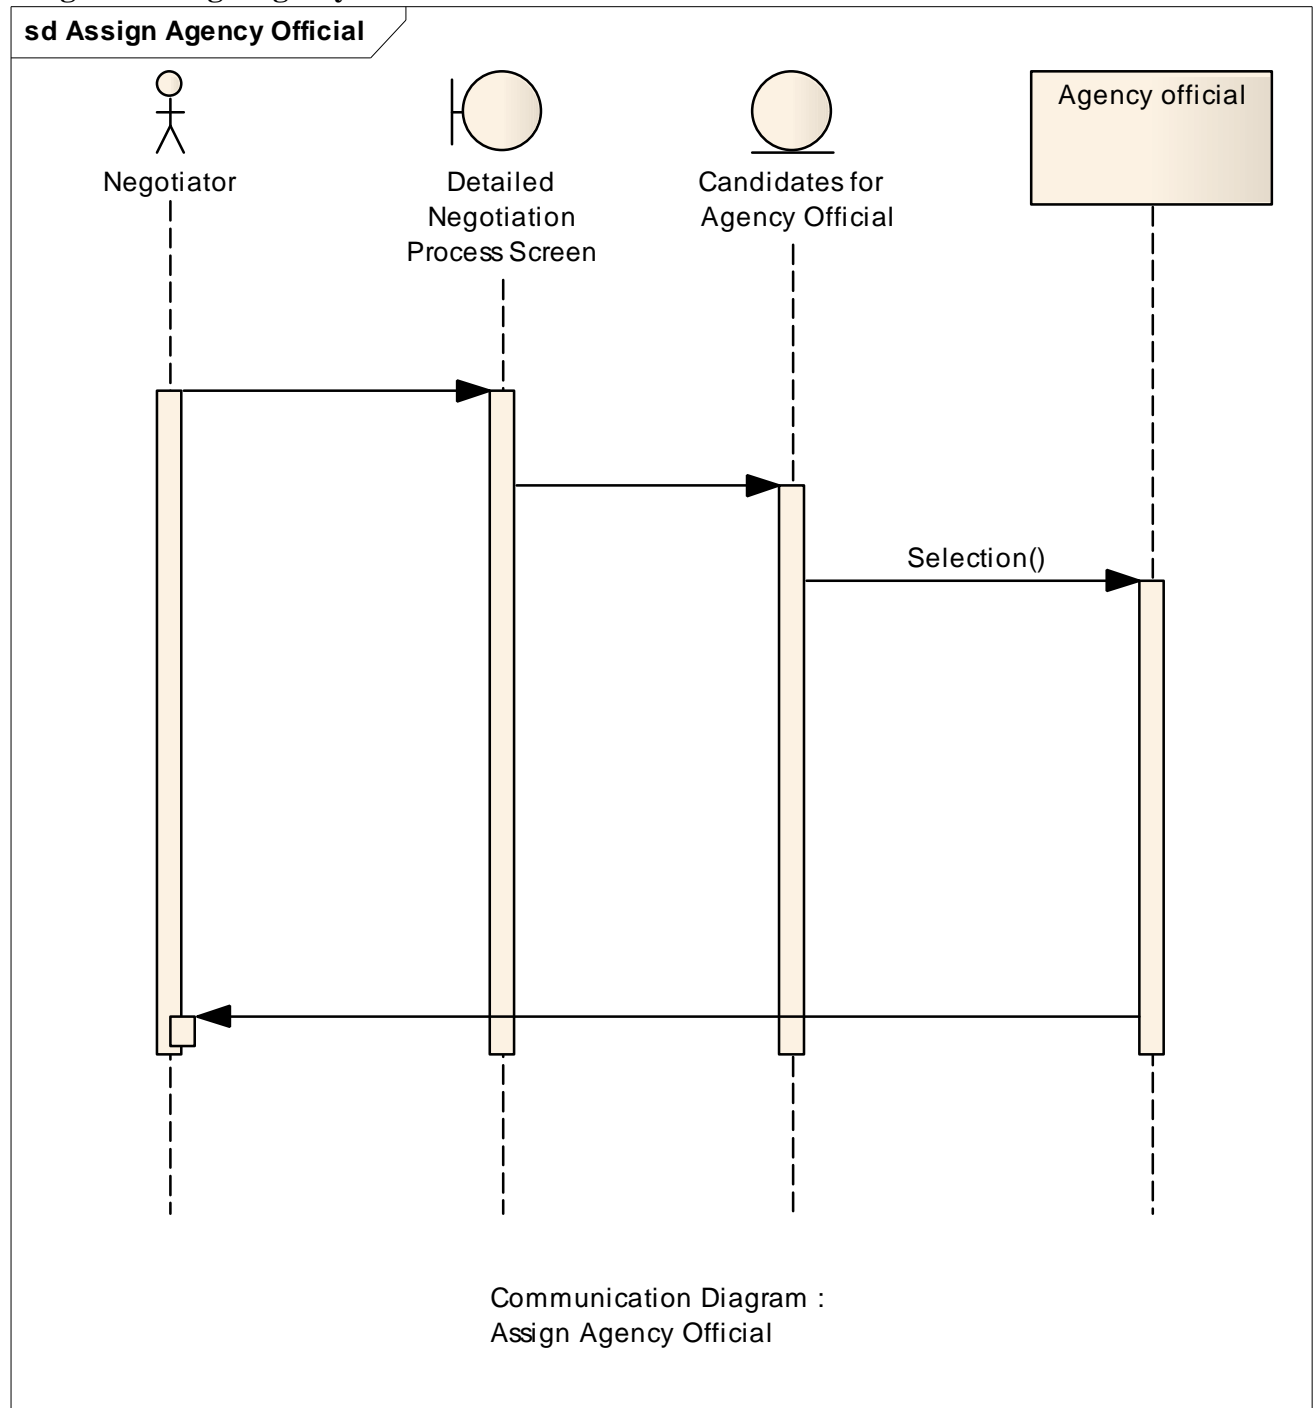 sd Assign Agency Official
Negotiator
Detailed
Negotiation
Process Screen
Candidates for
Agency Official
Agency official
Selection()
Communication Diagram :
Assign Agency Official